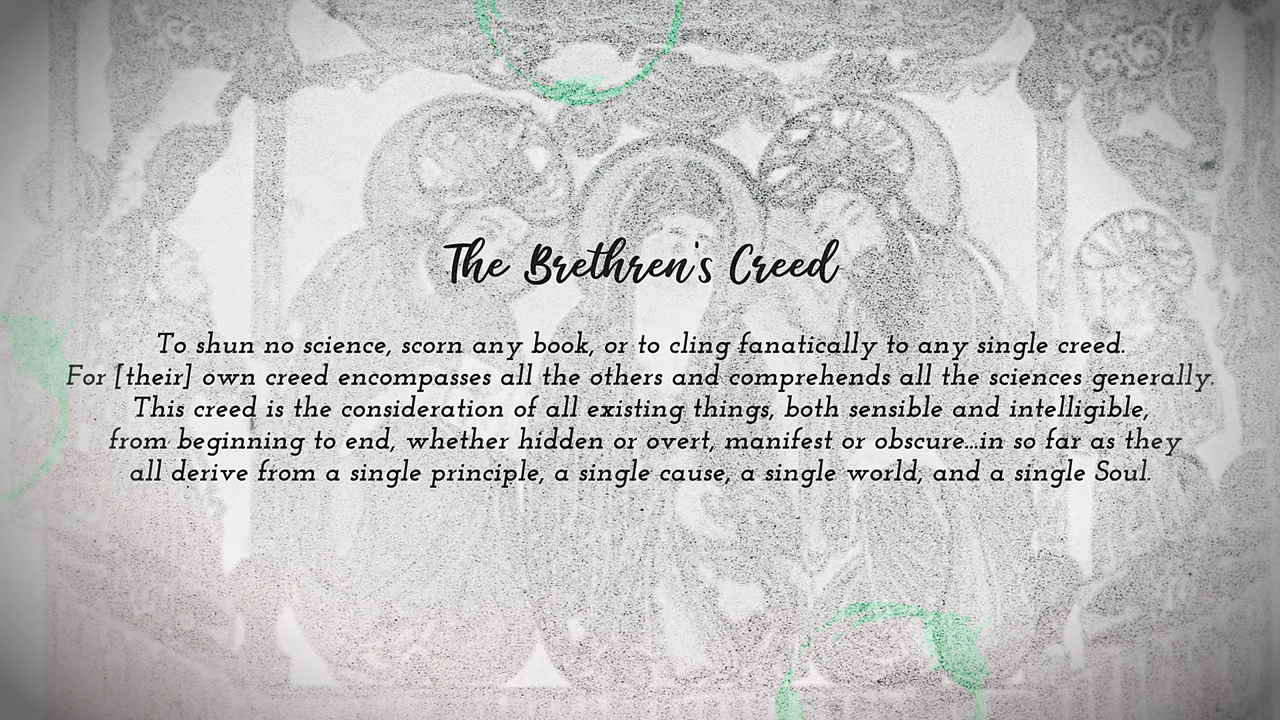 The Brethren's Creed
To shun no science, scorn any book, or to cling fanatically to any single creed.
For [their] own creed encompasses all the others and comprehends all the sciences generally.
This creed is the consideration of all existing things, both sensible and intelligible,
from beginning to end, whether hidden or overt, manifest or obscure...in so far as they
all derive from a single principle, a single cause, a single world, and a single Soul.